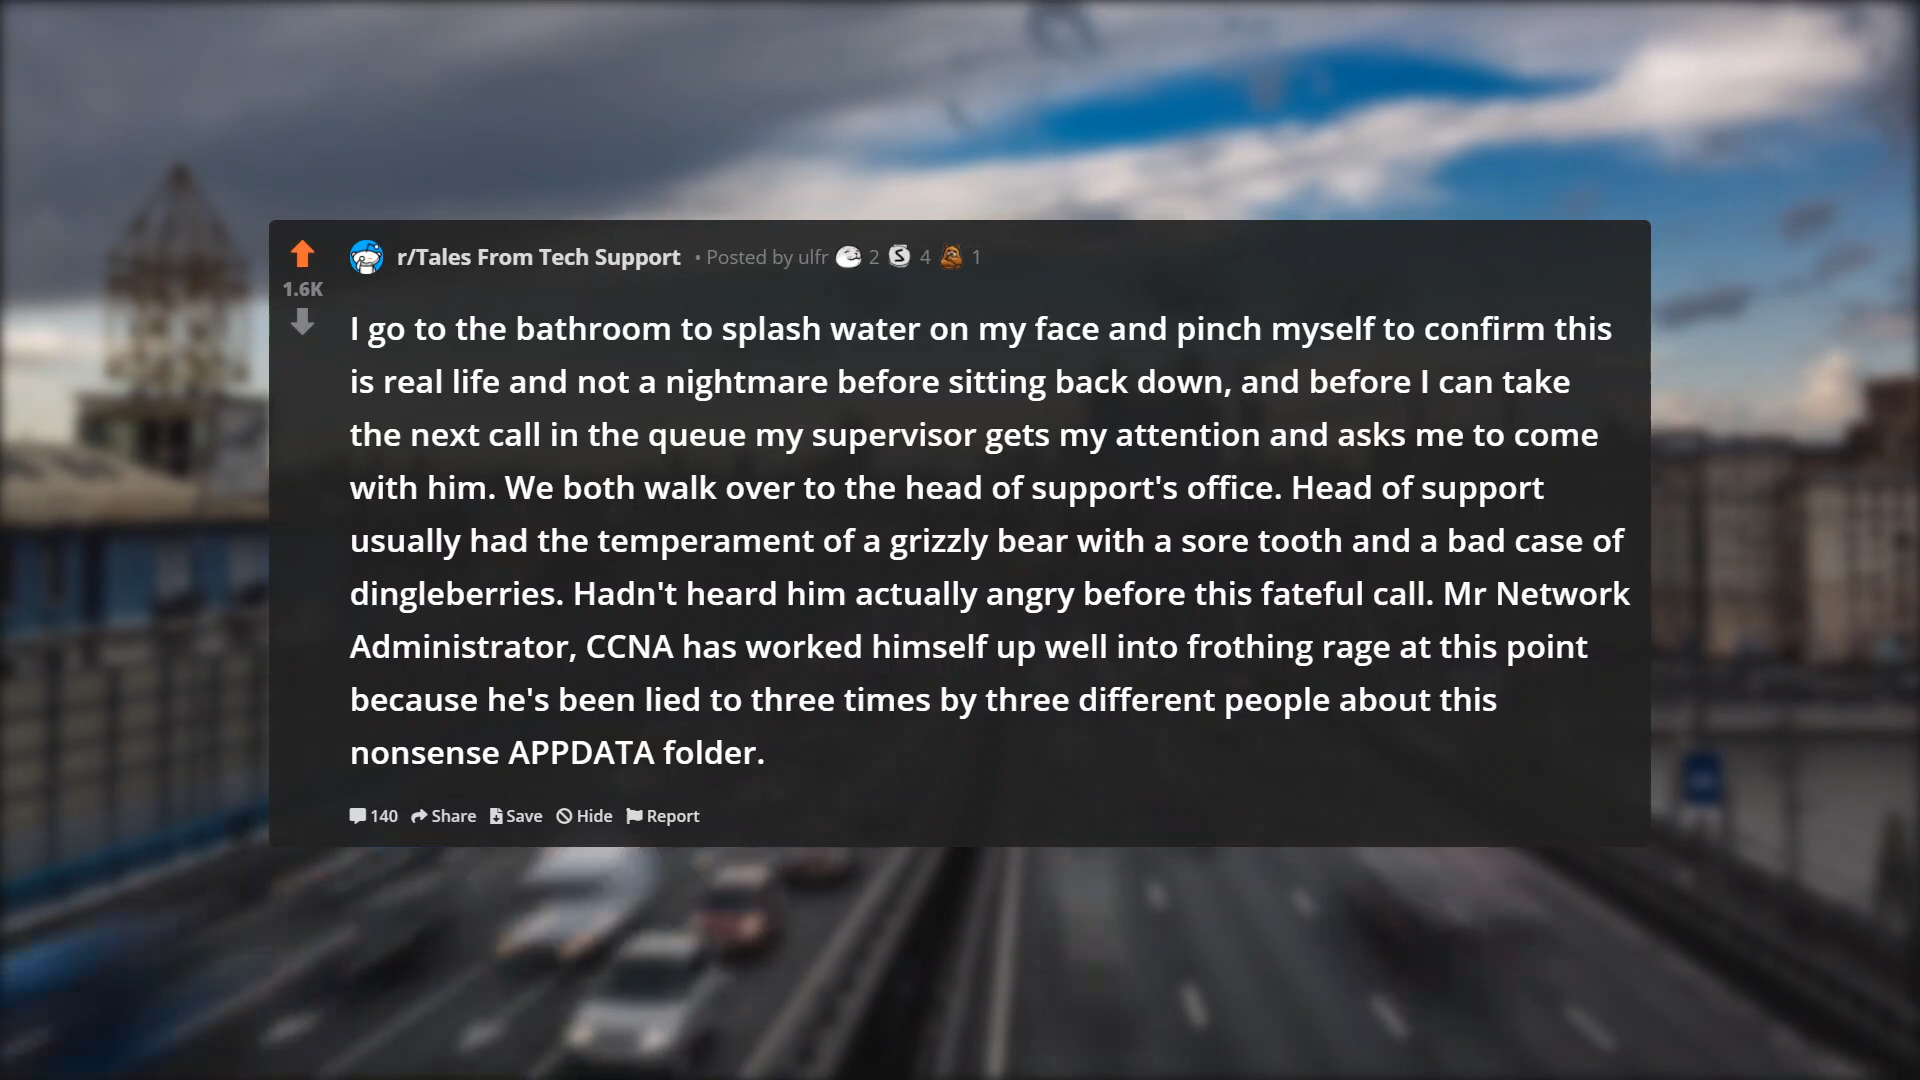 r/Tales From Tech Support • Posted by ulfr 2 S 4 1
1.6K
I go to the bathroom to splash water on my face and pinch myself to confirm this
is real life and not a nightmare before sitting back down, and before I can take
the next call in the queue my supervisor gets my attention and asks me to come
with him. We both walk over to the head of support's office. Head of support
usually had the temperament of a grizzly bear with a sore tooth and a bad case of
dingleberries. Hadn't heard him actually angry before this fateful call. Mr Network
Administrator, CCNA has worked himself up well into frothing rage at this point
because he's been lied to three times by three different people about this
nonsense APPDATA folder.
140 Share Save Hide Report